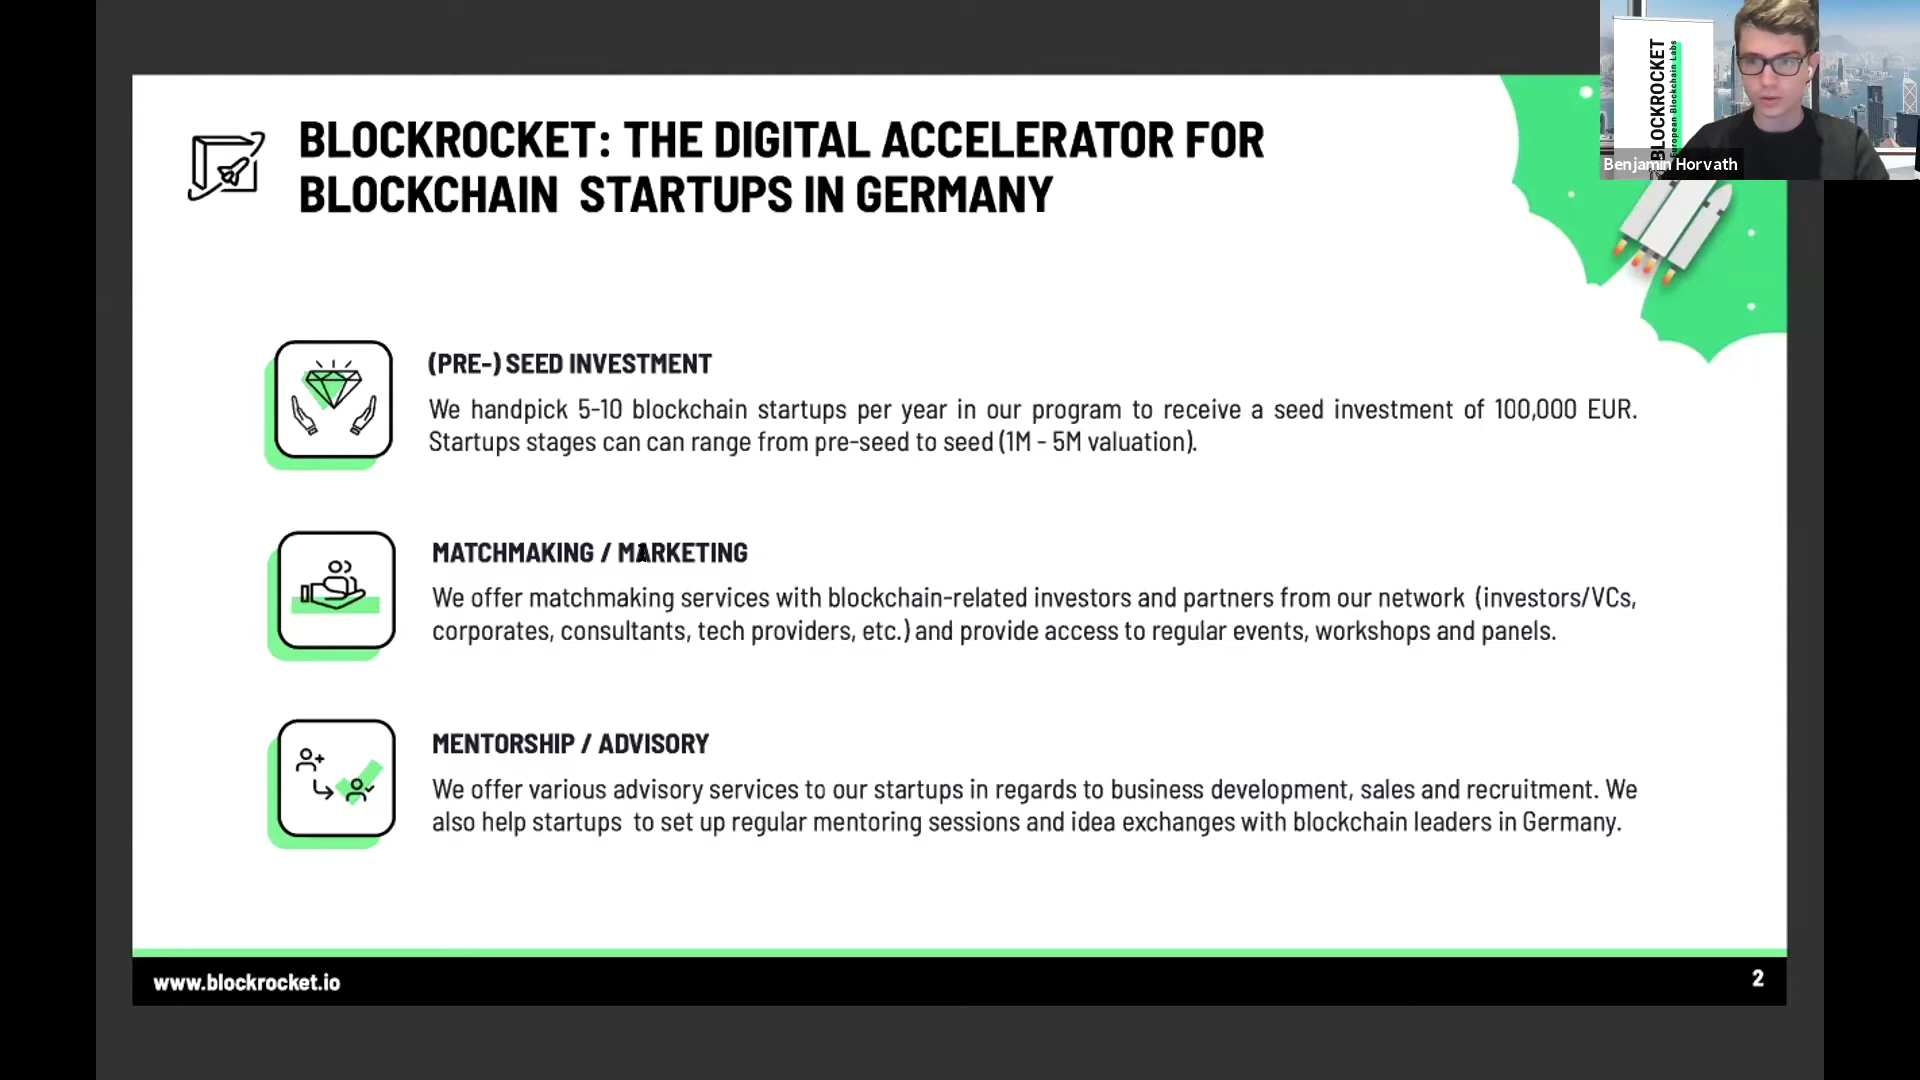 BLOCKROCKET: THE DIGITAL ACCELERATOR FOR
BLOCKCHAIN STARTUPS IN GERMANY
BLOCKROCKET
European Blockchain Labs
Benjamin Horvath
(PRE-) SEED INVESTMENT
We handpick 5-10 blockchain startups per year in our program to receive a seed investment of 100,000 EUR.
Startups stages can can range from pre-seed to seed (1M - 5M valuation).
MATCHMAKING / MARKETING
We offer matchmaking services with blockchain-related investors and partners from our network (investors/VCs,
corporates, consultants, tech providers, etc.) and provide access to regular events, workshops and panels.
MENTORSHIP / ADVISORY
We offer various advisory services to our startups in regards to business development, sales and recruitment. We
also help startups to set up regular mentoring sessions and idea exchanges with blockchain leaders in Germany.
www.blockrocket.io
2